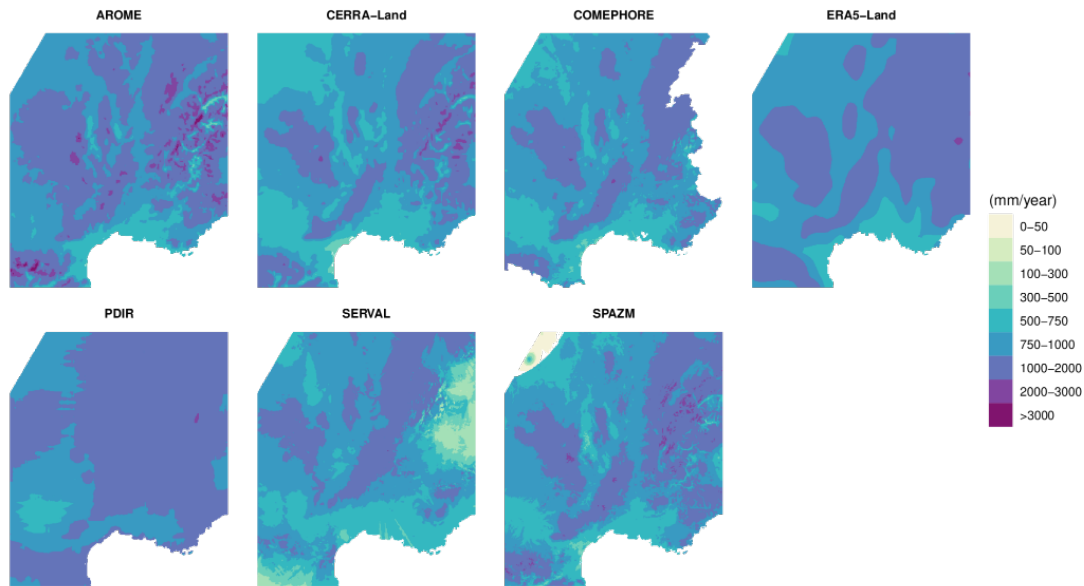 AROME
CERRA−Land
COMEPHORE
ERA5−Land
(mm/year)
0−50
50−100
100−300
300−500
500−750
750−1000
1000−2000
2000−3000
>3000
PDIR
SERVAL
SPAZM